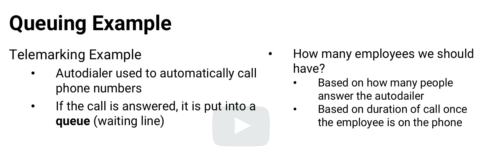 Queuing Example
Telemarking Example
• Autodialer used to automatically call
phone numbers
• If the call is answered, it is put into a
queue (waiting line)
• How many employees we should
have?
• Based on how many people
answer the autodailer
• Based on duration of call once
the employee is on the phone